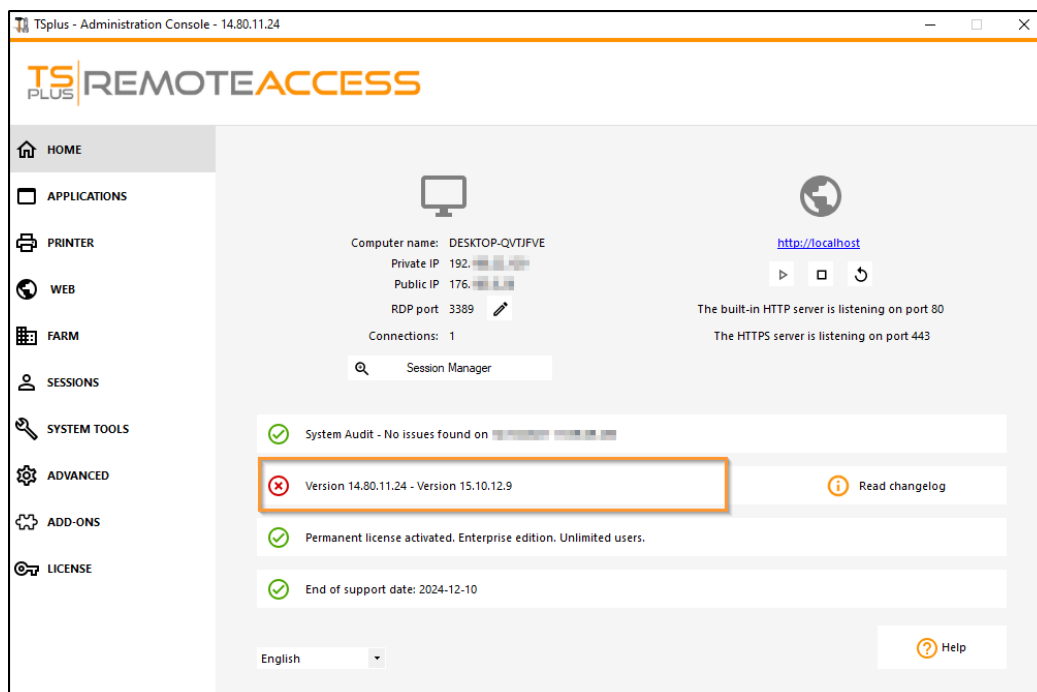 TSplus - Administration Console - 14.80.11.24
TS PLUS REMOTEACCESS
HOME
APPLICATIONS
PRINTER
WEB
FARM
SESSIONS
SYSTEM TOOLS
ADVANCED
ADD-ONS
LICENSE
Computer name: DESKTOP-QVTJFVE
Private IP 192.
Public IP 176.
RDP port 3389
Connections: 1
Session Manager
http://localhost
The built-in HTTP server is listening on port 80
The HTTPS server is listening on port 443
System Audit - No issues found on
Version 14.80.11.24 - Version 15.10.12.9
Read changelog
Permanent license activated. Enterprise edition. Unlimited users.
End of support date: 2024-12-10
English
Help